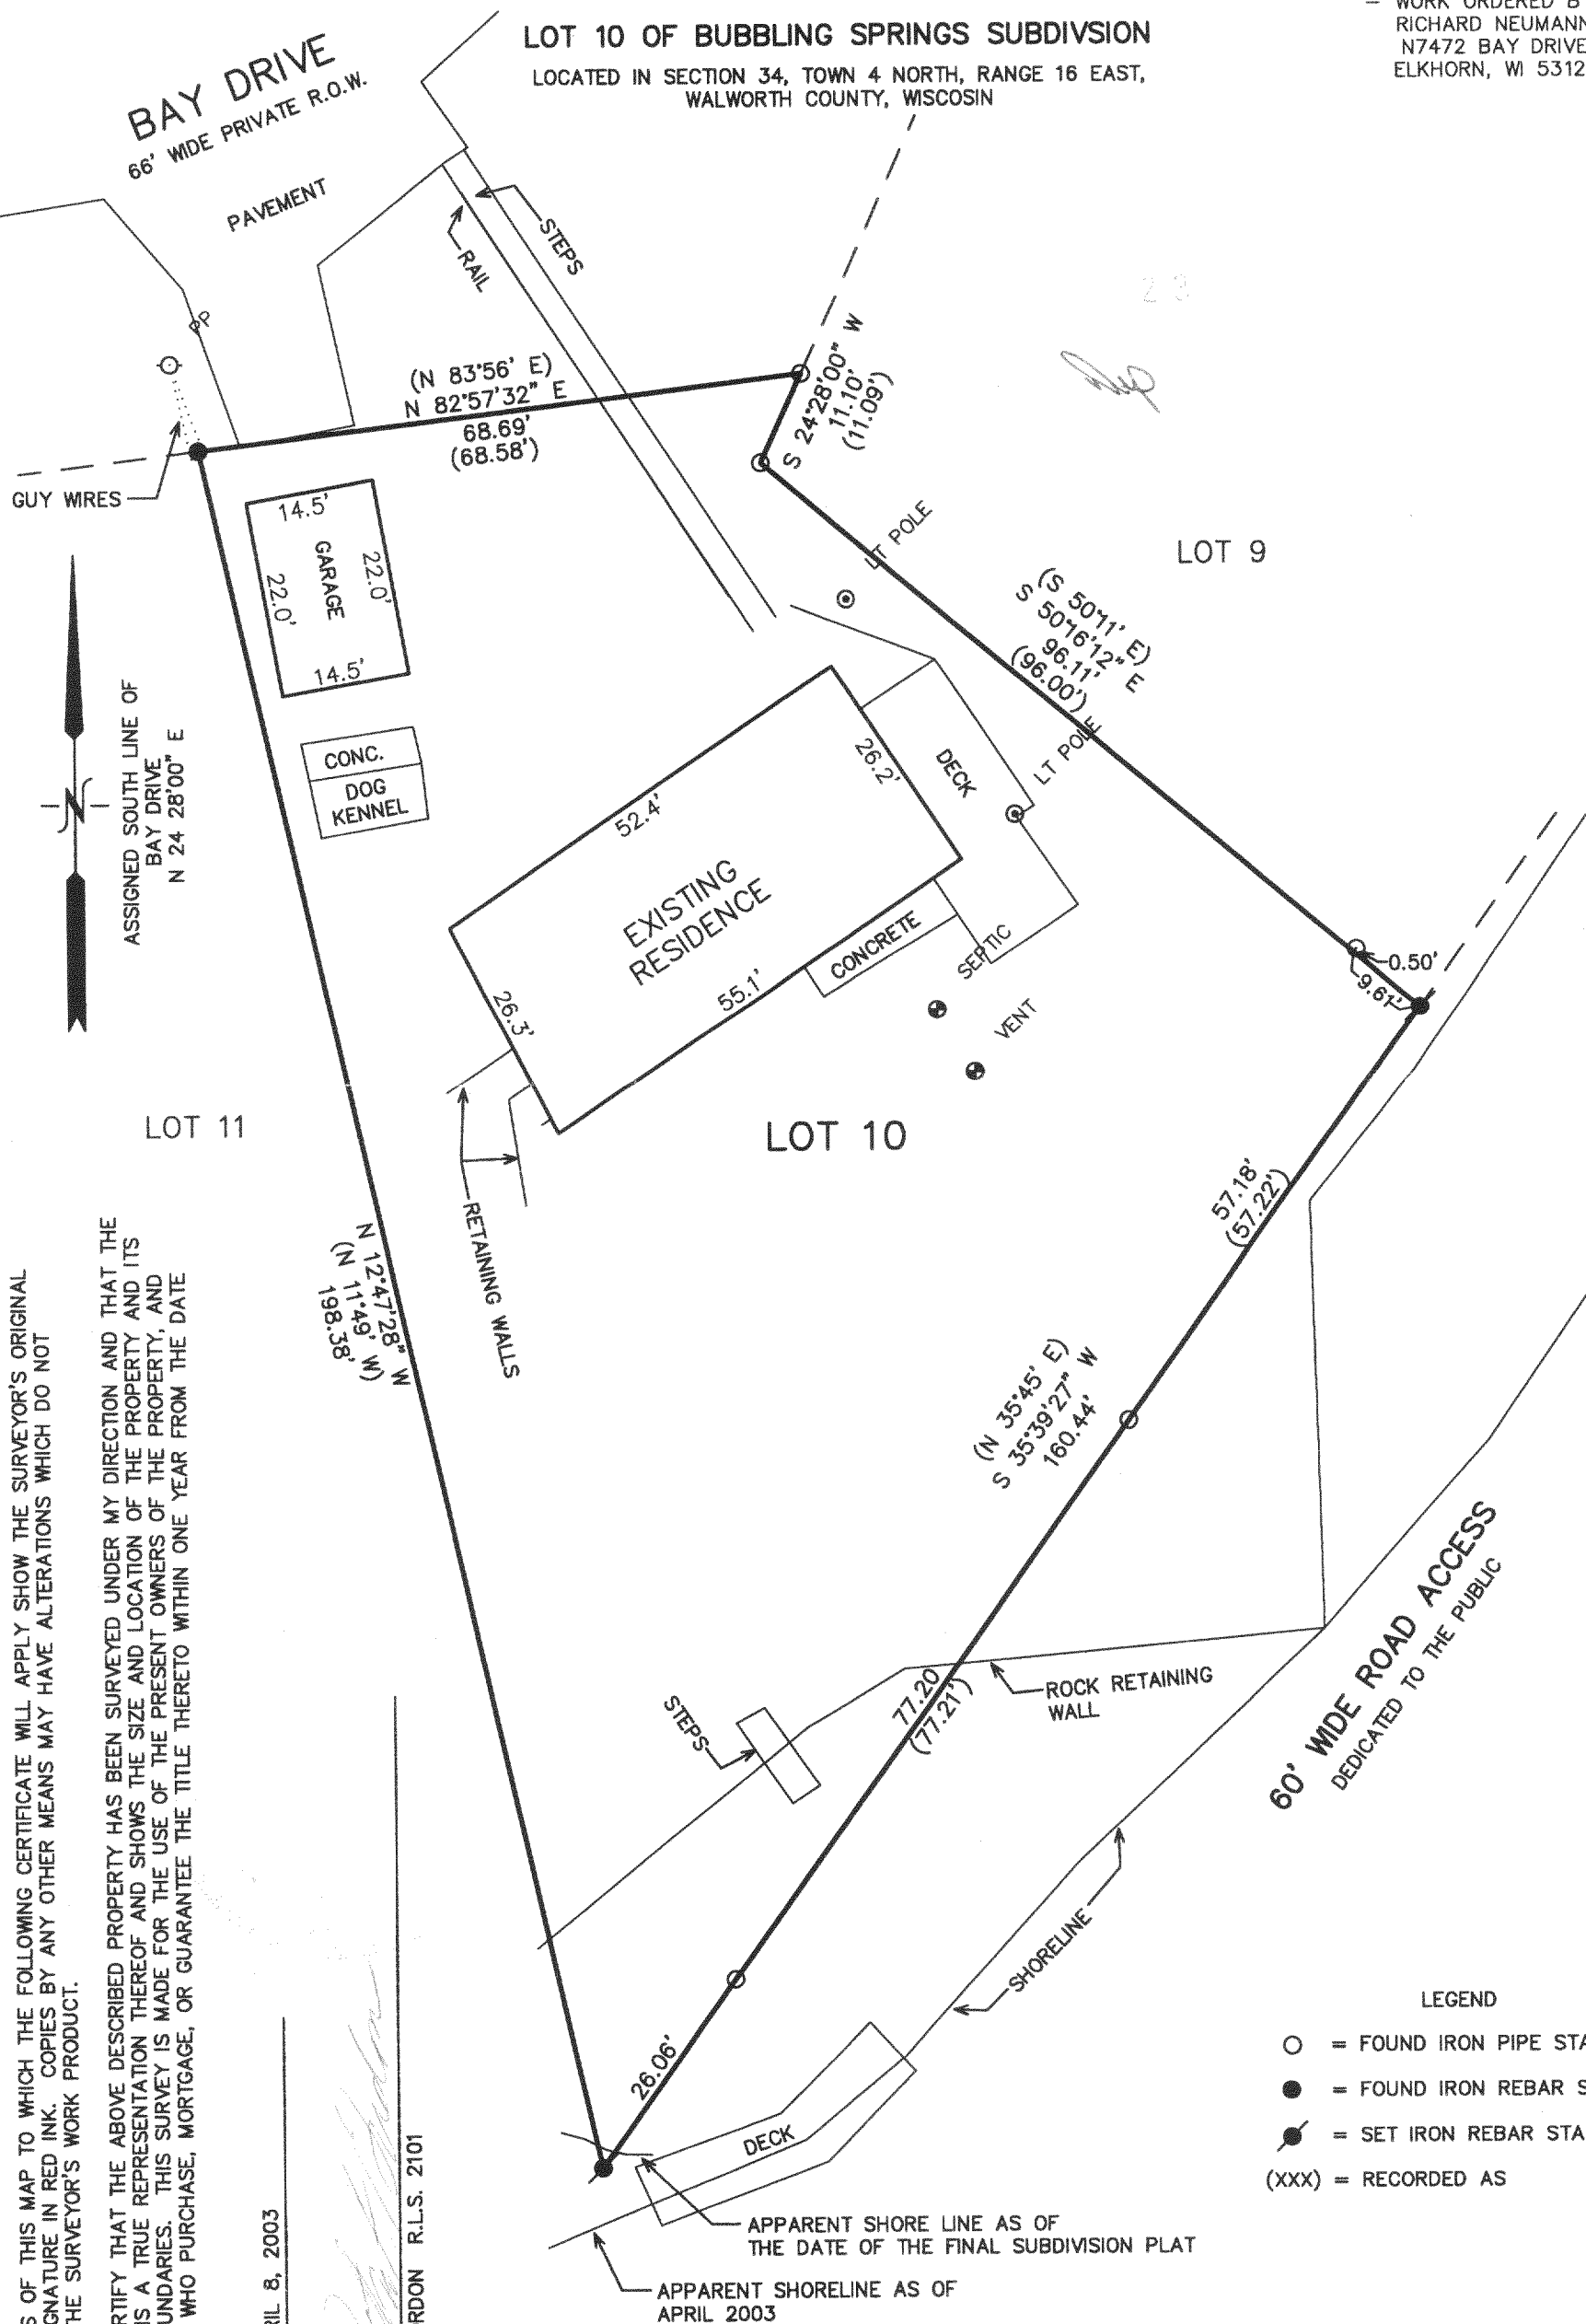 LOT 10 OF BUBBLING SPRINGS SUBDIVSION
LOCATED IN SECTION 34, TOWN 4 NORTH, RANGE 16 EAST,
WALWORTH COUNTY, WISCOSIN
– WORK ORDERED B
RICHARD NEUMANN
N7472 BAY DRIVE
ELKHORN, WI 5312
BAY DRIVE
66' WIDE PRIVATE R.O.W.
PAVEMENT
RAIL
STEPS
PP
GUY WIRES
(N 83°56' E)
N 82°57'32" E
68.69'
(68.58')
S 24°28'00" W
11.10'
(11.09')
23
LT POLE
LOT 9
(S 50°11' E)
S 50°16'12" E
96.11'
(96.00')
LT POLE
14.5'
GARAGE
22.0'
22.0'
14.5'
CONC.
DOG
KENNEL
ASSIGNED SOUTH LINE OF
BAY DRIVE
N 24 28'00" E
N
52.4'
26.2'
DECK
EXISTING
RESIDENCE
55.1'
26.3'
CONCRETE
SEPTIC
VENT
0.50'
9.61'
LOT 11
LOT 10
RETAINING WALLS
N 12°47'28" W
(N 11°49' W)
198.38'
57.18'
(57.22')
(N 35°45' E)
S 35°39'27" W
160.44'
77.20
(77.21')
ROCK RETAINING
WALL
STEPS
60' WIDE ROAD ACCESS
DEDICATED TO THE PUBLIC
SHORELINE
26.06'
DECK
APPARENT SHORE LINE AS OF
THE DATE OF THE FINAL SUBDIVISION PLAT
APPARENT SHORELINE AS OF
APRIL 2003
LEGEND
= FOUND IRON PIPE STA
= FOUND IRON REBAR S
= SET IRON REBAR STA
(XXX) = RECORDED AS
S OF THIS MAP TO WHICH THE FOLLOWING CERTIFICATE WILL APPLY SHOW THE SURVEYOR'S ORIGINAL
GNATURE IN RED INK. COPIES BY ANY OTHER MEANS MAY HAVE ALTERATIONS WHICH DO NOT
THE SURVEYOR'S WORK PRODUCT.
RTIFY THAT THE ABOVE DESCRIBED PROPERTY HAS BEEN SURVEYED UNDER MY DIRECTION AND THAT THE
IS A TRUE REPRESENTATION THEREOF AND SHOWS THE SIZE AND LOCATION OF THE PROPERTY AND ITS
UNDARIES. THIS SURVEY IS MADE FOR THE USE OF THE PRESENT OWNERS OF THE PROPERTY, AND
WHO PURCHASE, MORTGAGE, OR GUARANTEE THE TITLE THERETO WITHIN ONE YEAR FROM THE DATE
RIL 8, 2003
RDON R.L.S. 2101